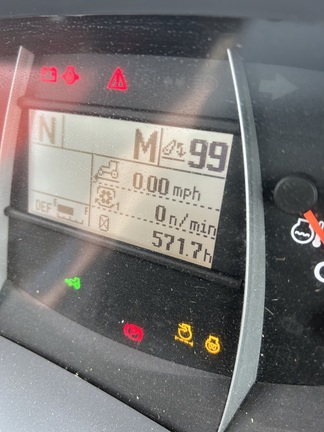 N M 99
0.00 mph
0 n/min
DEF E F
571.7h